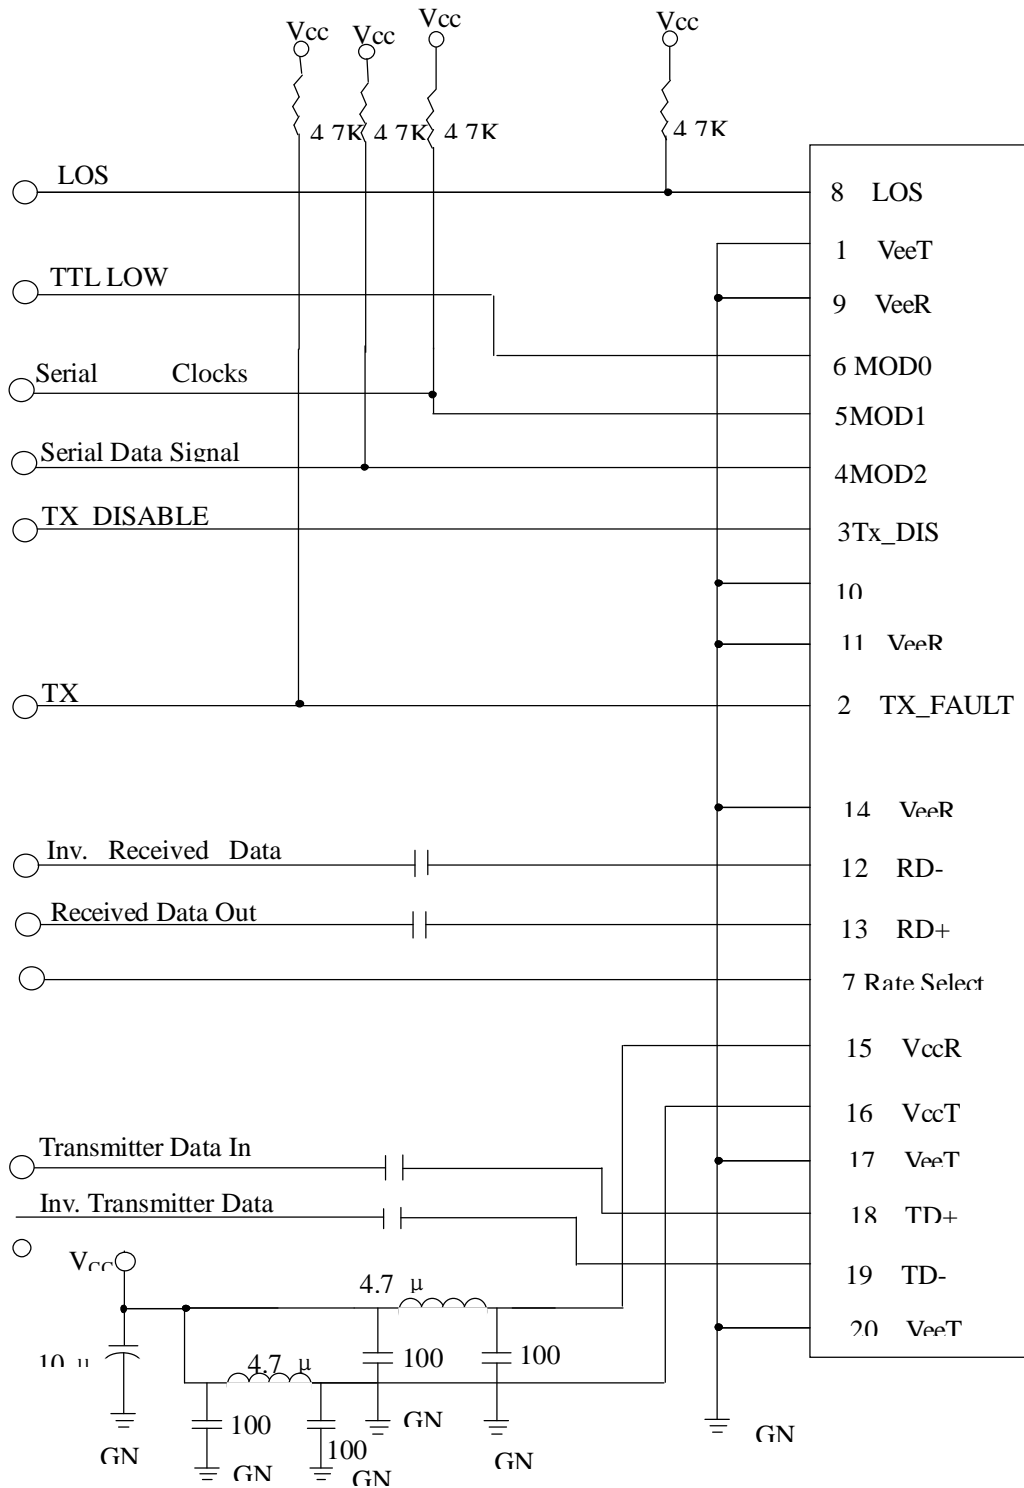 Vcc
Vcc
Vcc
Vcc
4.7K
4.7K
4.7K
4.7K
LOS
8 LOS
1 VeeT
TTL LOW
9 VeeR
6 MOD0
Serial Clocks
5MOD1
Serial Data Signal
4MOD2
TX DISABLE
3Tx_DIS
10
11 VeeR
TX
2 TX_FAULT
14 VeeR
Inv. Received Data
12 RD-
Received Data Out
13 RD+
7 Rate Select
15 VccR
16 VccT
Transmitter Data In
17 VeeT
Inv. Transmitter Data
18 TD+
VCC
19 TD-
4.7 μ
20 VeeT
10 μ
4.7 μ
100
100
100
GN
GN
100
GN
GN
GN
GN